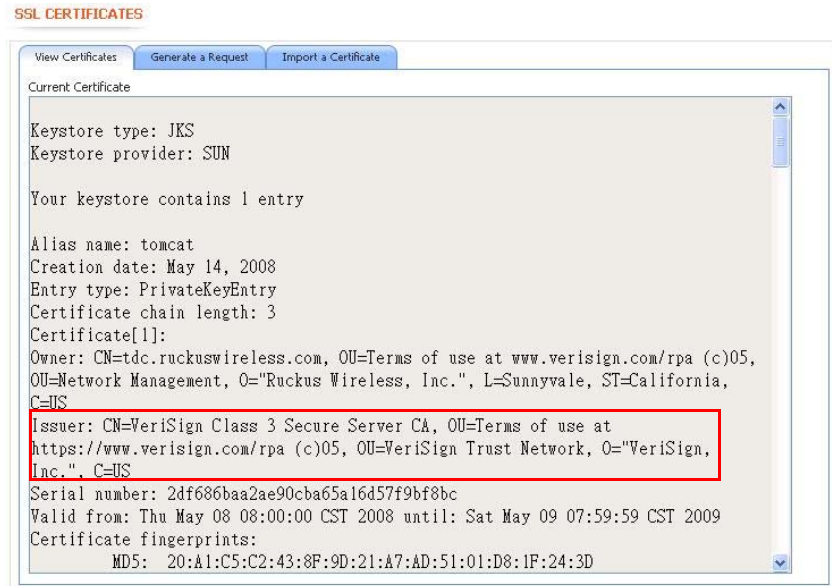 SSL CERTIFICATES
View Certificates Generate a Request Import a Certificate
Current Certificate
Keystore type: JKS
Keystore provider: SUN
Your keystore contains 1 entry
Alias name: tomcat
Creation date: May 14, 2008
Entry type: PrivateKeyEntry
Certificate chain length: 3
Certificate[1]:
Owner: CN=tdc.ruckuswireless.com, OU=Terms of use at www.verisign.com/rpa (c)05,
OU=Network Management, O="Ruckus Wireless, Inc.", L=Sunnyvale, ST=California,
C=US
Issuer: CN=VeriSign Class 3 Secure Server CA, OU=Terms of use at
https://www.verisign.com/rpa (c)05, OU=VeriSign Trust Network, O="VeriSign,
Inc.", C=US
Serial number: 2df686baa2ae90cba65a16d57f9bf8bc
Valid from: Thu May 08 08:00:00 CST 2008 until: Sat May 09 07:59:59 CST 2009
Certificate fingerprints:
MD5: 20:A1:C5:C2:43:8F:9D:21:A7:AD:51:01:D8:1F:24:3D